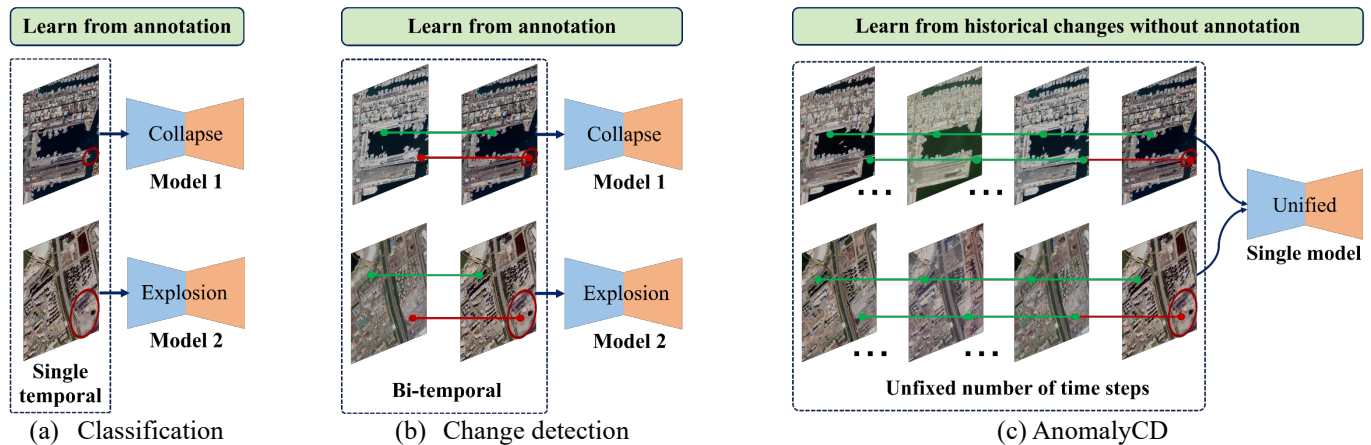 Learn from annotation
Collapse
Model 1
Explosion
Model 2
Single
temporal
(a) Classification
Learn from annotation
Collapse
Model 1
Explosion
Model 2
Bi-temporal
(b) Change detection
Learn from historical changes without annotation
...
...
Unified
Single model
...
...
Unfixed number of time steps
(c) AnomalyCD